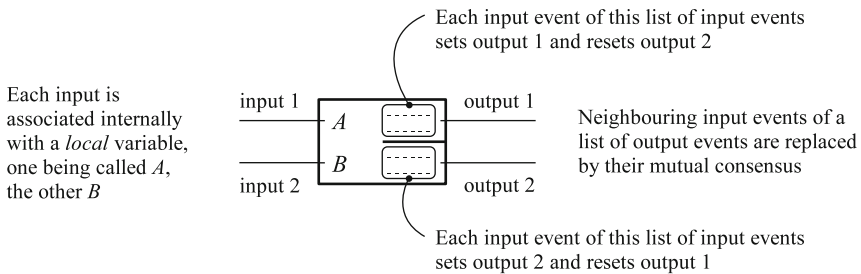 Each input event of this list of input events
sets output 1 and resets output 2
Each input is
associated internally
with a local variable,
one being called A,
the other B
input 1
A
output 1
B
input 2
output 2
Neighbouring input events of a
list of output events are replaced
by their mutual consensus
Each input event of this list of input events
sets output 2 and resets output 1